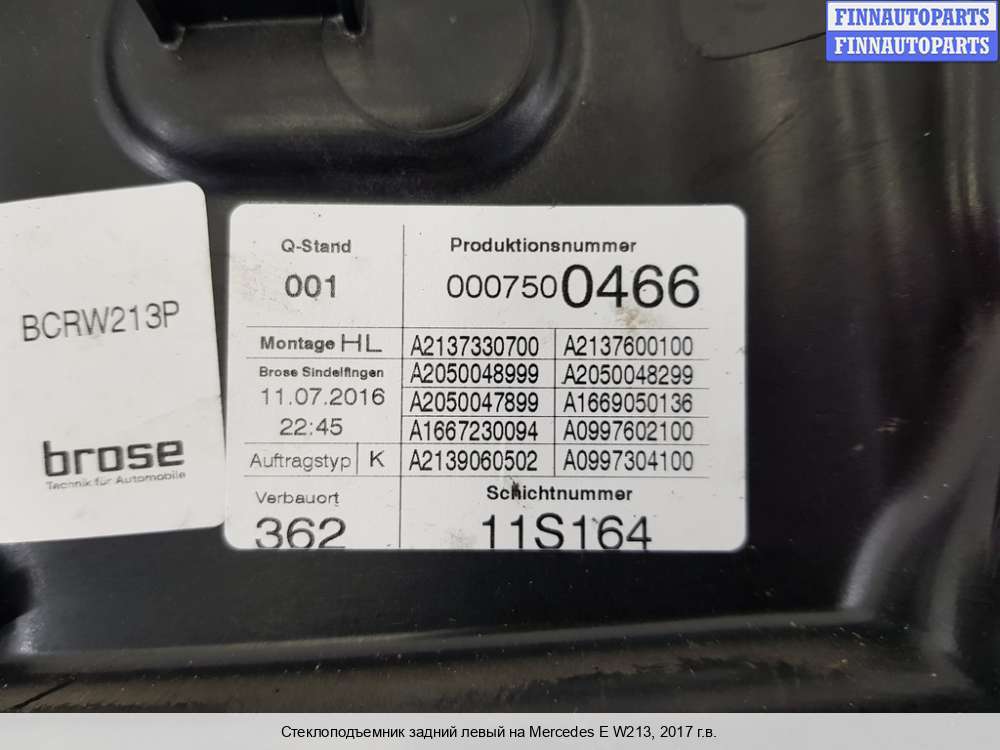 FINNAUTOPARTS
FINNAUTOPARTS
BCRW213P
brose
Technik für Automobile
Q-Stand
001
Produktionsnummer
000750 0466
Montage HL
Brose Sindelfingen
11.07.2016
22:45
Auftragstyp K
A2137330700 A2137600100
A2050048999 A2050048299
A2050047899 A1669050136
A1667230094 A0997602100
A2139060502 A0997304100
Verbauort
362
Schichtnummer
11S164
Стеклоподъемник задний левый на Mercedes E W213, 2017 г.в.